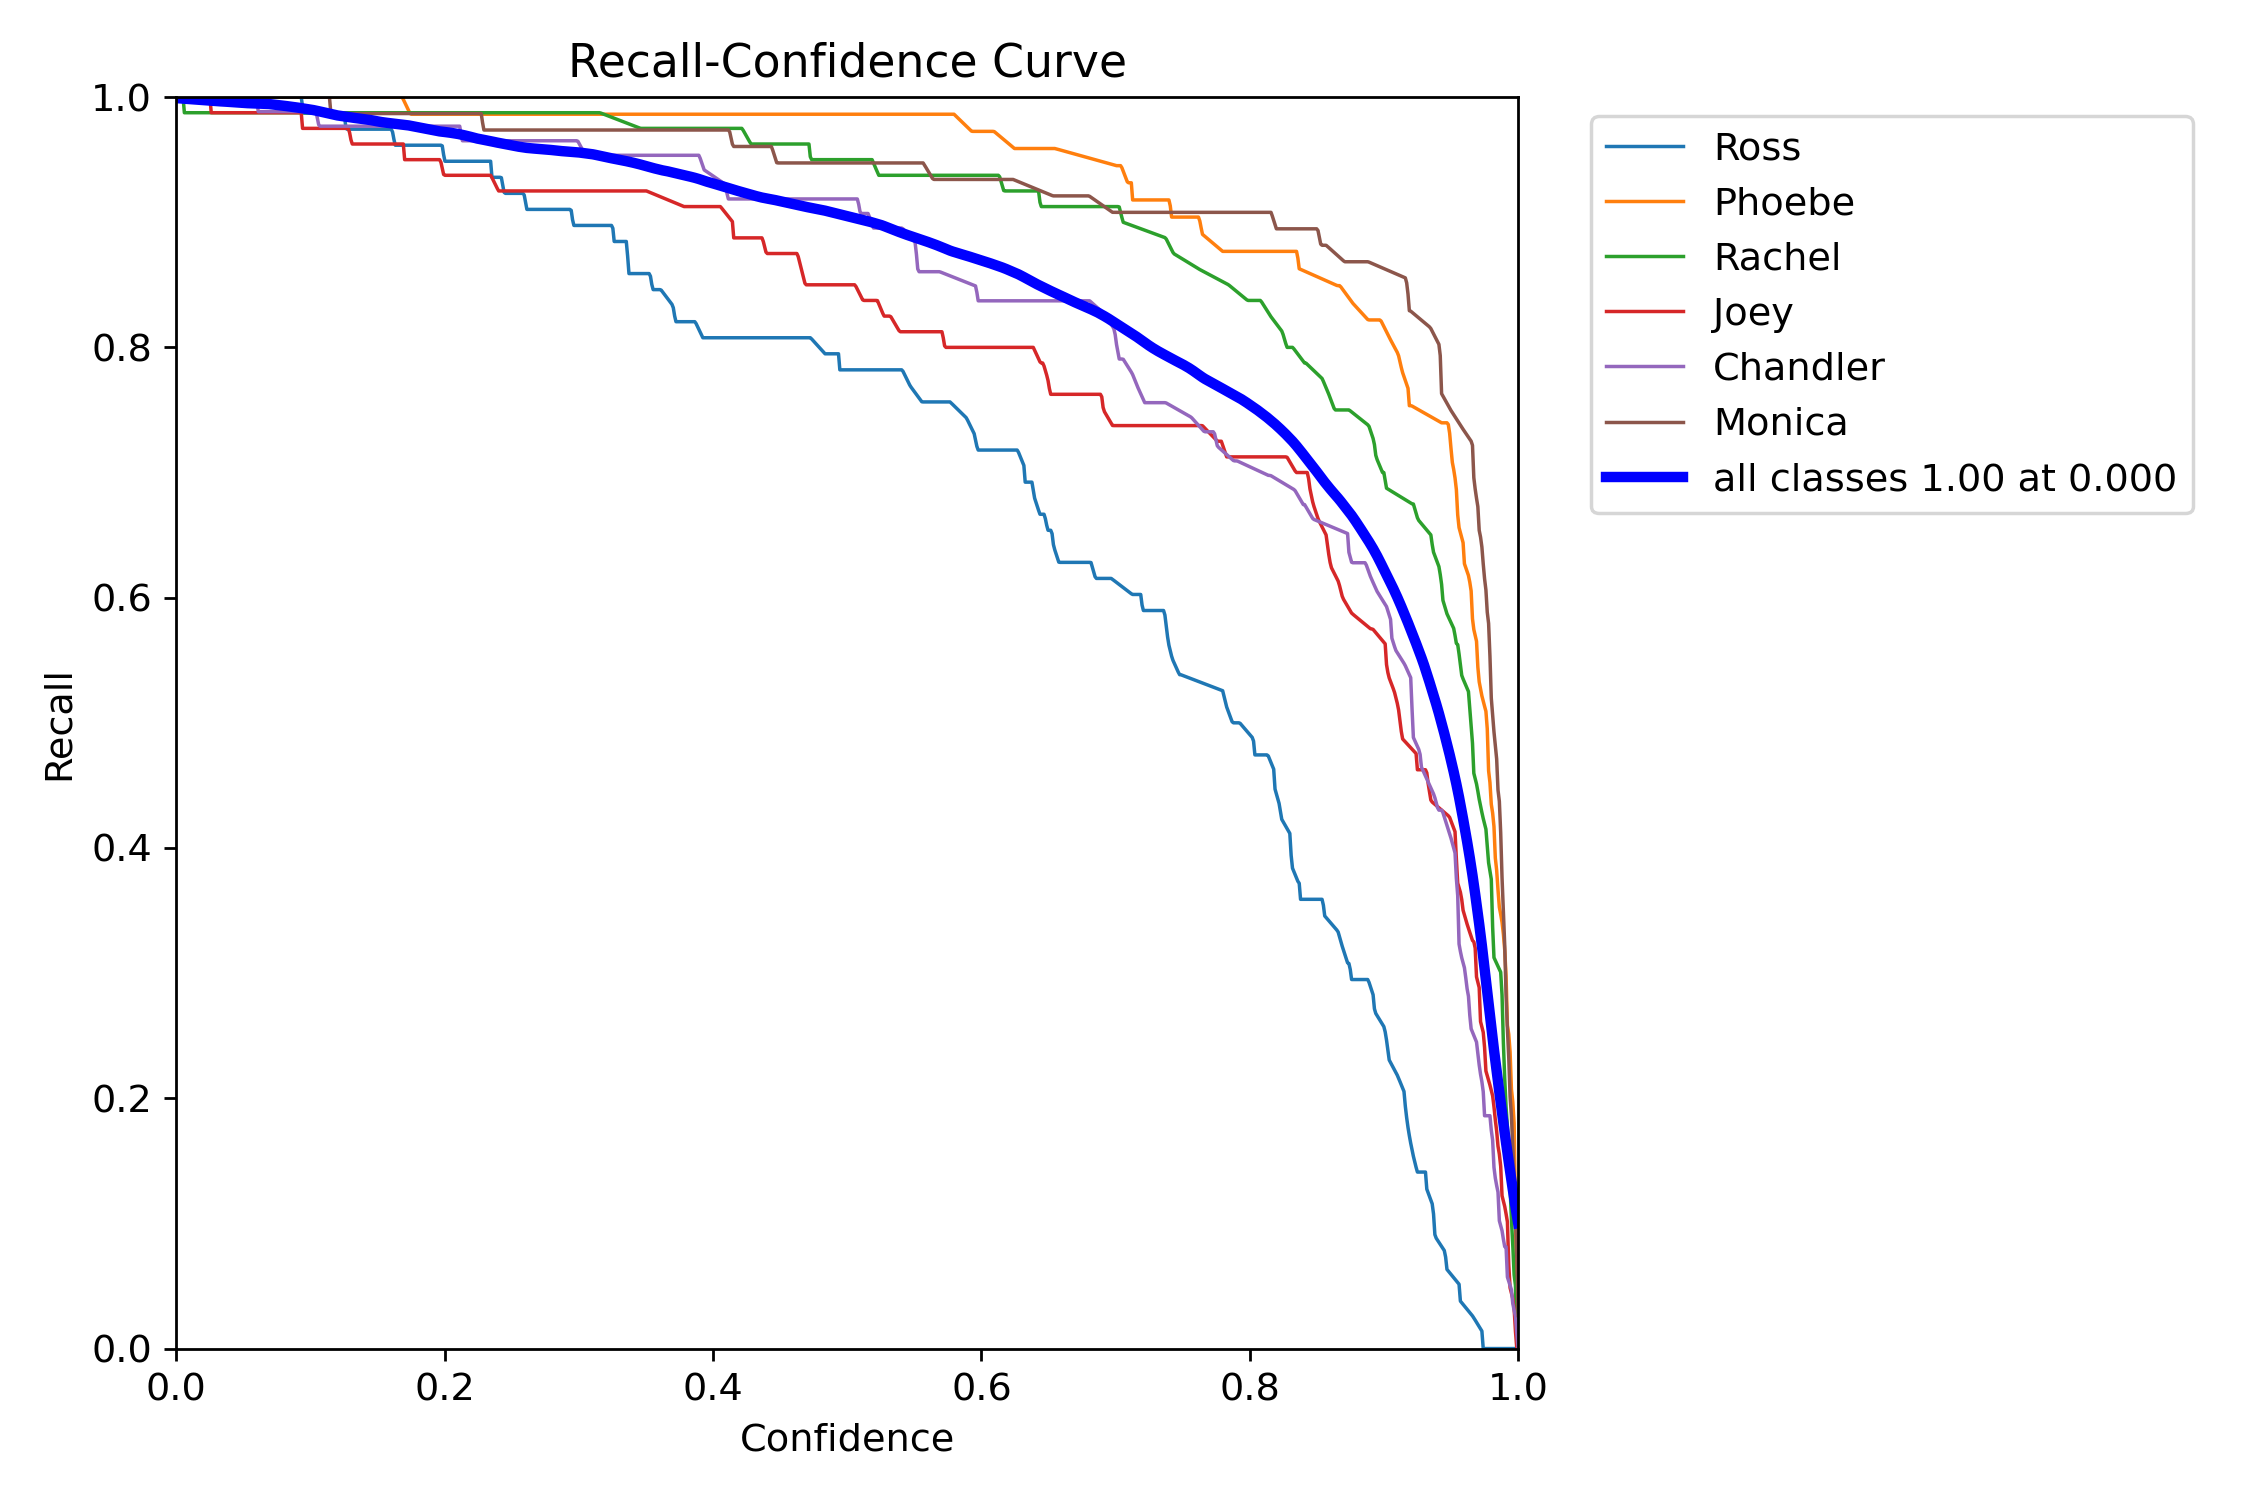 Recall-Confidence Curve
1.0
0.8
0.6
0.4
0.2
0.0
Recall
0.0 0.2 0.4 0.6 0.8 1.0
Confidence
Ross
Phoebe
Rachel
Joey
Chandler
Monica
all classes 1.00 at 0.000